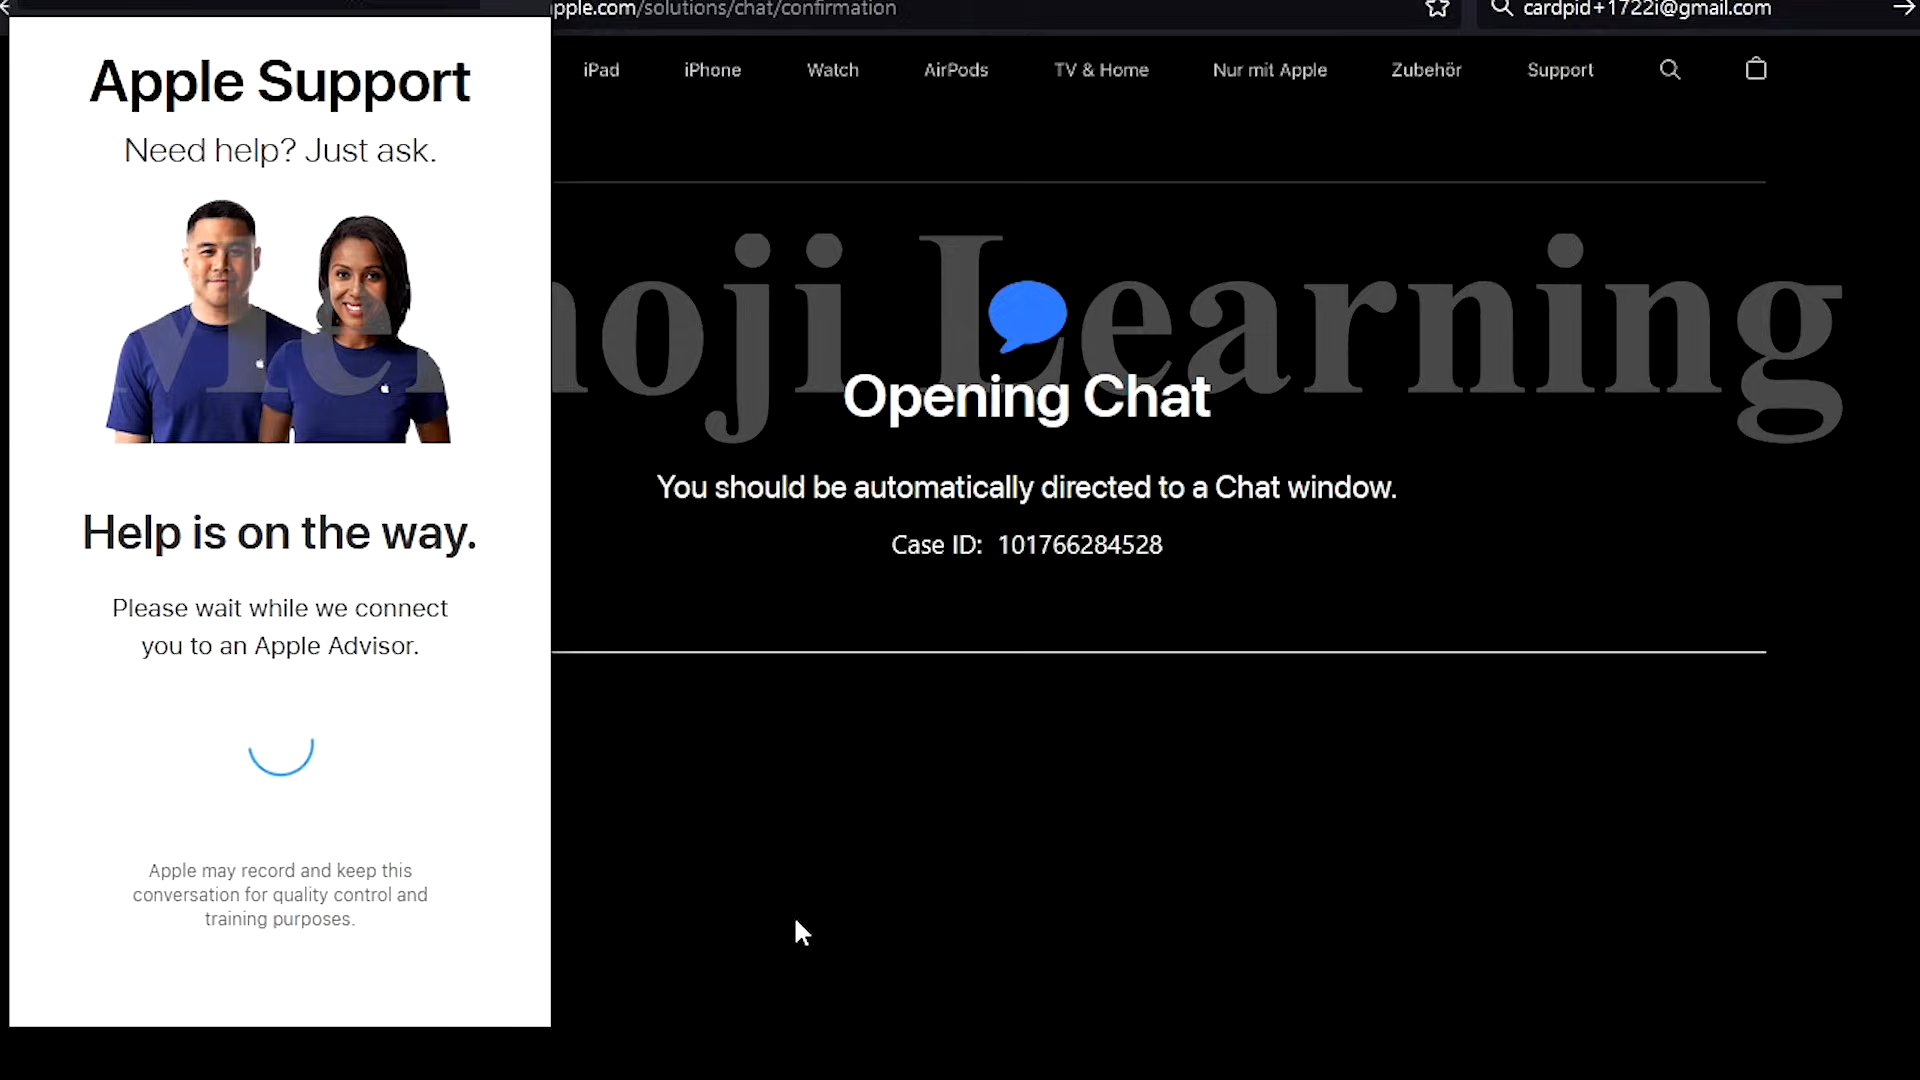 pple.com/solutions/chat/confirmation
cardpid+1722i@gmail.com
iPad
iPhone
Watch
AirPods
TV & Home
Nur mit Apple
Zubehör
Support
Apple Support
Need help? Just ask.
Memoji Learning
Help is on the way.
Please wait while we connect
you to an Apple Advisor.
Apple may record and keep this
conversation for quality control and
training purposes.
Opening Chat
You should be automatically directed to a Chat window.
Case ID: 101766284528